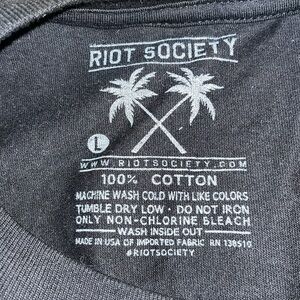 RIOT SOCIETY
L
WWW.RIOTSOCIETY.COM
100% COTTON
MACHINE WASH COLD WITH LIKE COLORS
TUMBLE DRY LOW · DO NOT IRON
ONLY NON-CHLORINE BLEACH
WASH INSIDE OUT
MADE IN USA OF IMPORTED FABRIC RN 138510
#RIOTSOCIETY